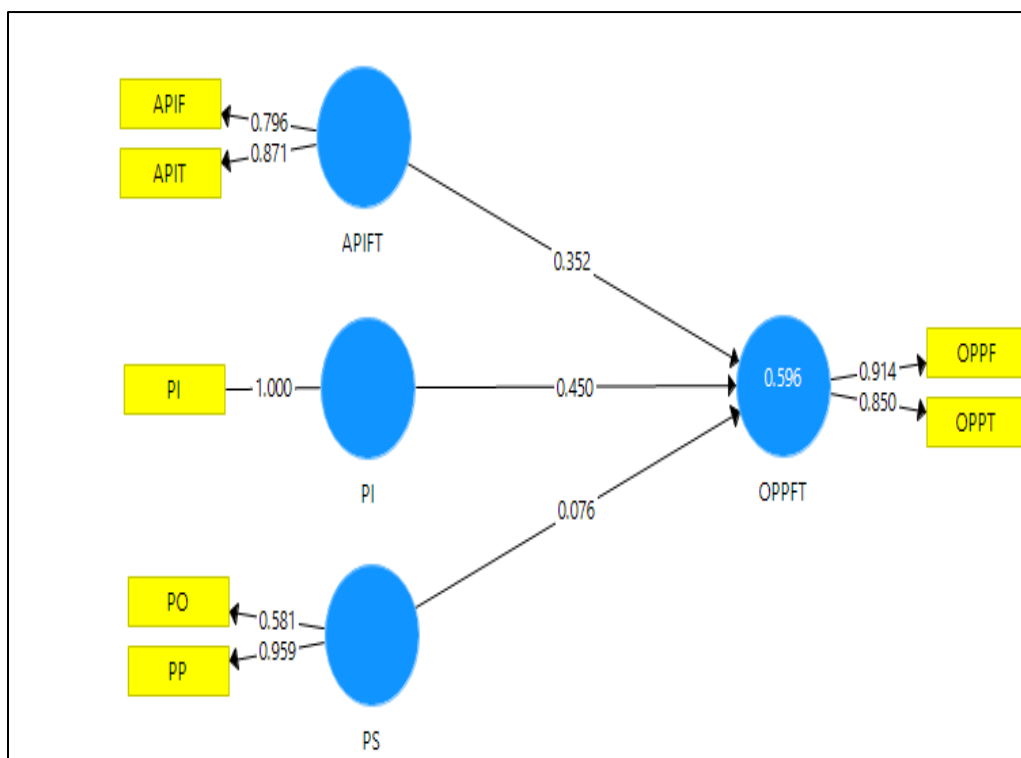 APIF
0.796
0.871
APIT
APIFT
0.352
PI
1.000
0.450
PI
0.596
OPPFT
0.914
0.850
OPPF
OPPT
0.076
PO
0.581
0.959
PP
PS